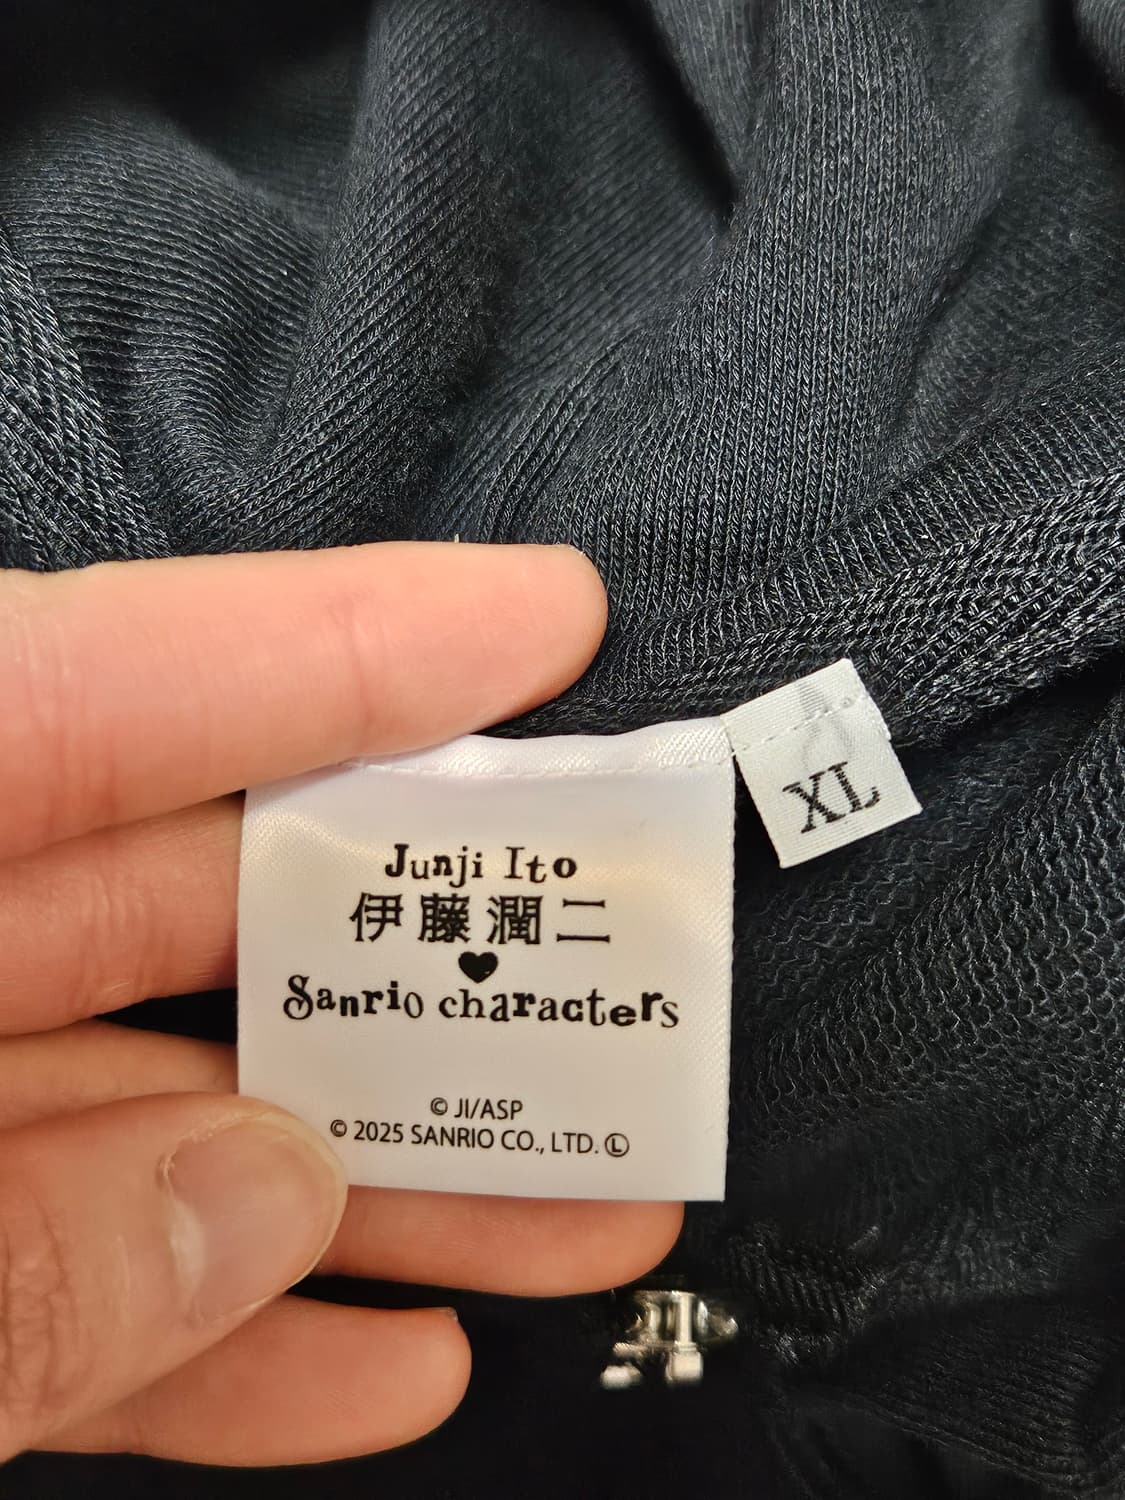 Junji Ito
伊藤潤二
♥
Sanrio characters
© JI/ASP
© 2025 SANRIO CO., LTD. Ⓛ
XL